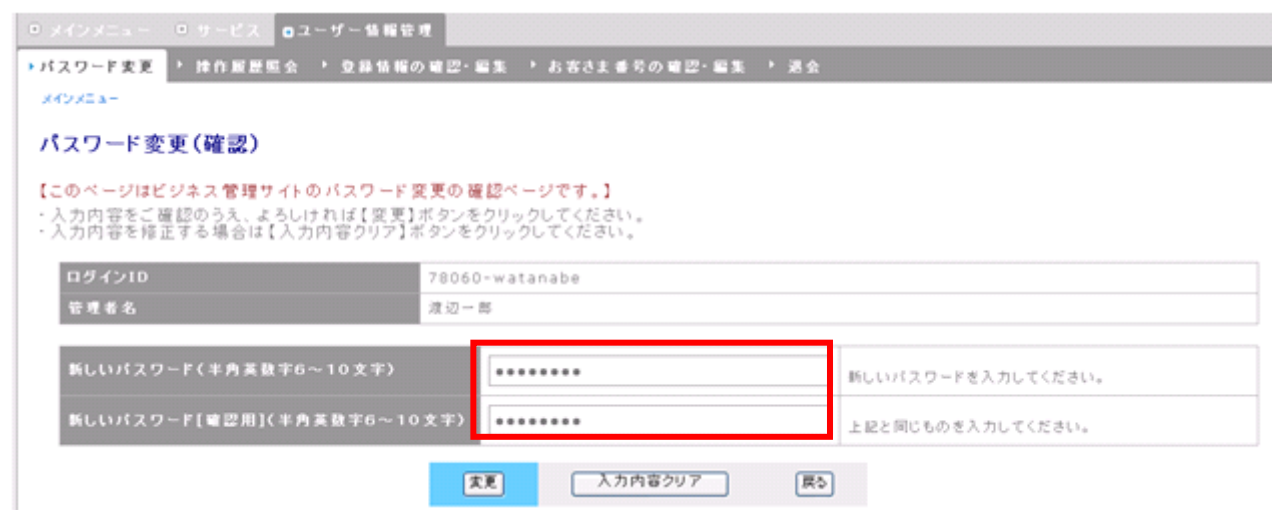 メインメニュー サービス ユーザー情報管理
パスワード変更 操作履歴照会 登録情報の確認・編集 お客さま番号の確認・編集 退会
メインメニュー
パスワード変更(確認)
【このページはビジネス管理サイトのパスワード変更の確認ページです。】
・入力内容をご確認のうえ、よろしければ【変更】ボタンをクリックしてください。
・入力内容を修正する場合は【入力内容クリア】ボタンをクリックしてください。
ログインID 78060-watanabe
管理者名 渡辺一郎
新しいパスワード(半角英数字6～10文字) ●●●●●●●● 新しいパスワードを入力してください。
新しいパスワード[確認用](半角英数字6～10文字) ●●●●●●●● 上記と同じものを入力してください。
変更 入力内容クリア 戻る